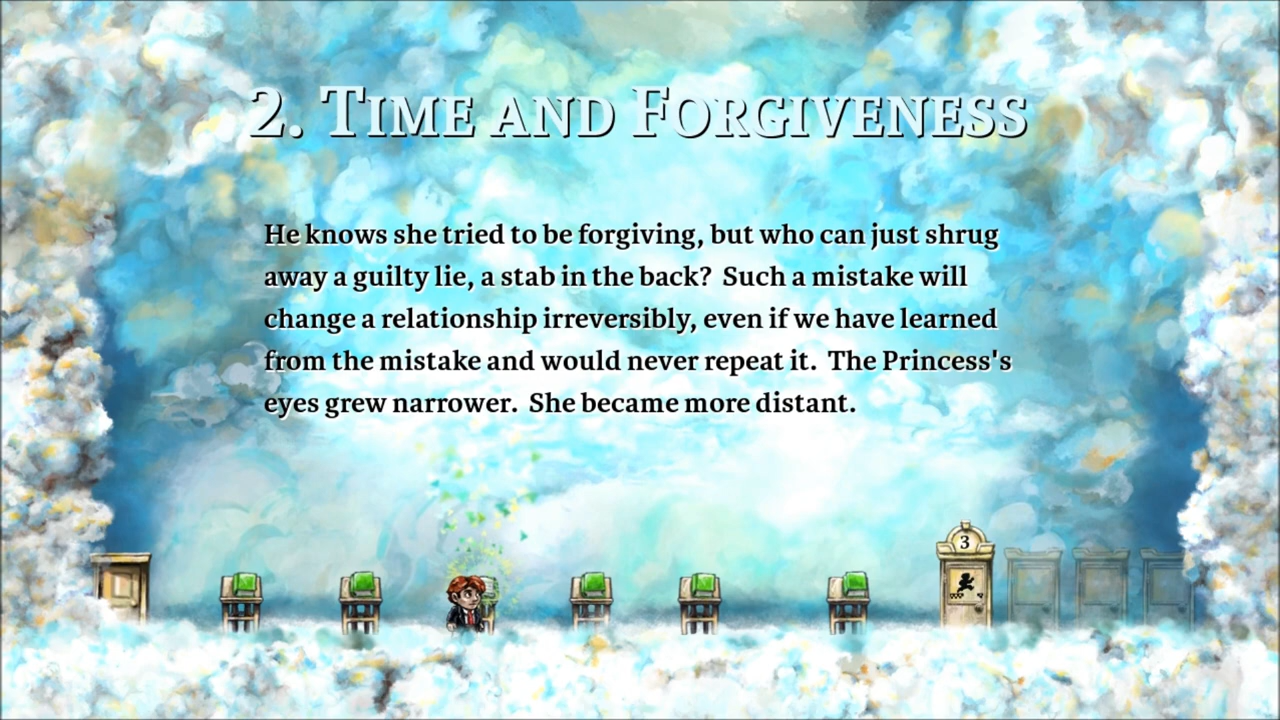 2. Time and Forgiveness
He knows she tried to be forgiving, but who can just shrug
away a guilty lie, a stab in the back?  Such a mistake will
change a relationship irreversibly, even if we have learned
from the mistake and would never repeat it.  The Princess's
eyes grew narrower.  She became more distant.
3